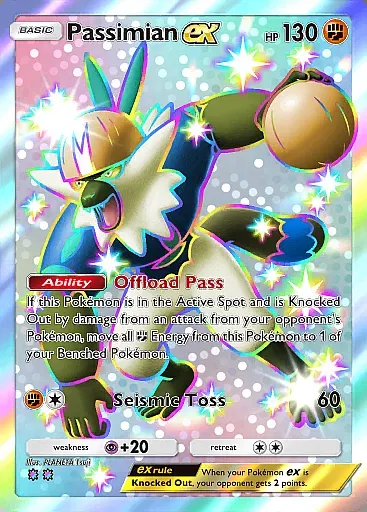 BASIC Passimian ex HP 130
Ability Offload Pass
If this Pokémon is in the Active Spot and is Knocked
Out by damage from an attack from your opponent's
Pokémon, move all Energy from this Pokémon to 1 of
your Benched Pokémon.
Seismic Toss 60
weakness +20 retreat
Illus. PLANETA Tsuji
ex rule When your Pokémon ex is
Knocked Out, your opponent gets 2 points.